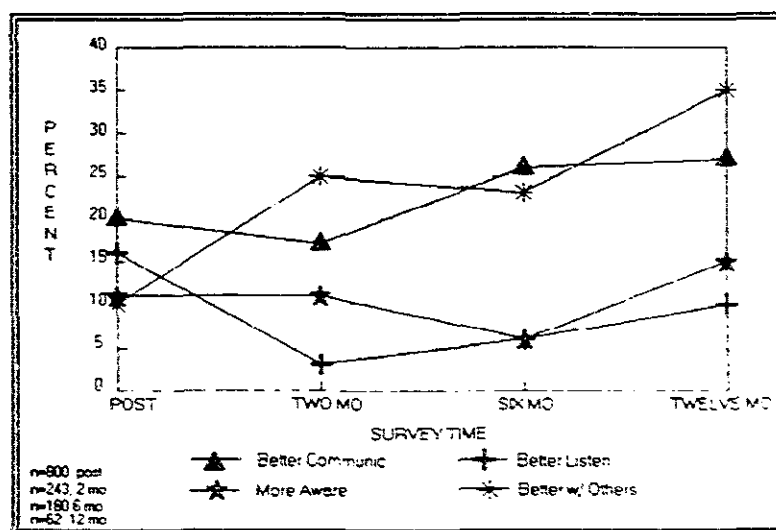 40
35
30
25
20
15
10
5
0
PERCENT
POST TWO MO SIX MO TWELVE MO
SURVEY TIME
Better Communic Better Listen
More Aware Better w/ Others
n=800 post
n=243, 2 mo
n=180 6 mo
n=62 12 mo